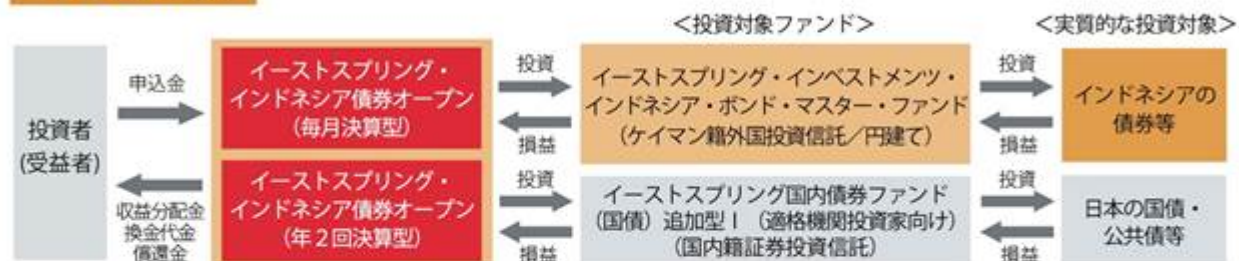 ＜投資対象ファンド＞
＜実質的な投資対象＞
投資者
(受益者)
申込金
収益分配金
換金代金
償還金
イーストスプリング・
インドネシア債券オープン
(毎月決算型)
イーストスプリング・
インドネシア債券オープン
(年２回決算型)
投資
損益
投資
損益
イーストスプリング・インベストメンツ・
インドネシア・ボンド・マスター・ファンド
(ケイマン籍外国投資信託／円建て)
イーストスプリング国内債券ファンド
(国債) 追加型Ⅰ (適格機関投資家向け)
(国内籍証券投資信託)
投資
損益
投資
損益
インドネシアの
債券等
日本の国債・
公共債等